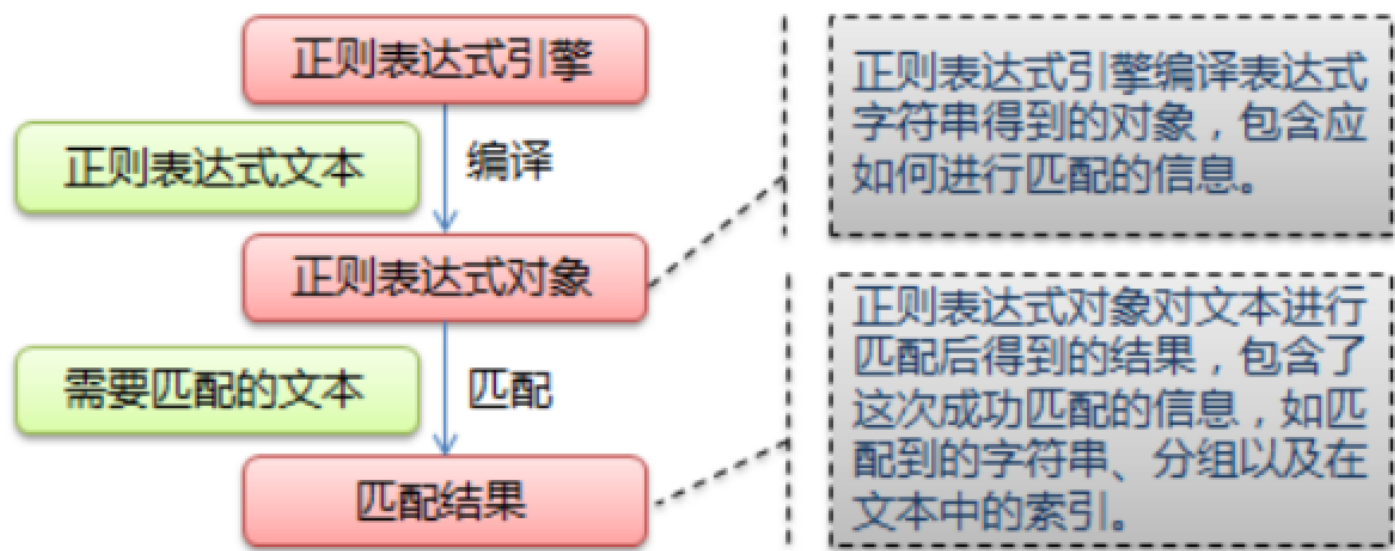 正则表达式引擎
正则表达式文本
编译
正则表达式对象
需要匹配的文本
匹配
匹配结果
正则表达式引擎编译表达式
字符串得到的对象，包含应
如何进行匹配的信息。
正则表达式对象对文本进行
匹配后得到的结果，包含了
这次成功匹配的信息，如匹
配到的字符串、分组以及在
文本中的索引。